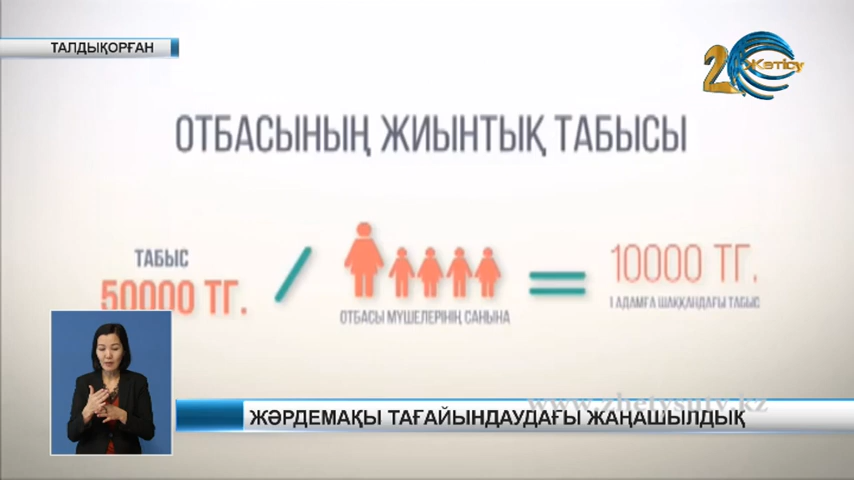 ТАЛДЫҚОРҒАН
20 Жетісу
ОТБАСЫНЫҢ ЖИЫНТЫҚ ТАБЫСЫ
ТАБЫС
50000 ТГ.
/
ОТБАСЫ МҮШЕЛЕРІНІҢ САНЫНА
=
10000 ТГ.
1 АДАМҒА ШАҚҚАНДАҒЫ ТАБЫС
www.zhetysutv.kz
ЖӘРДЕМАҚЫ ТАҒАЙЫНДАУДАҒЫ ЖАҢАШЫЛДЫҚ